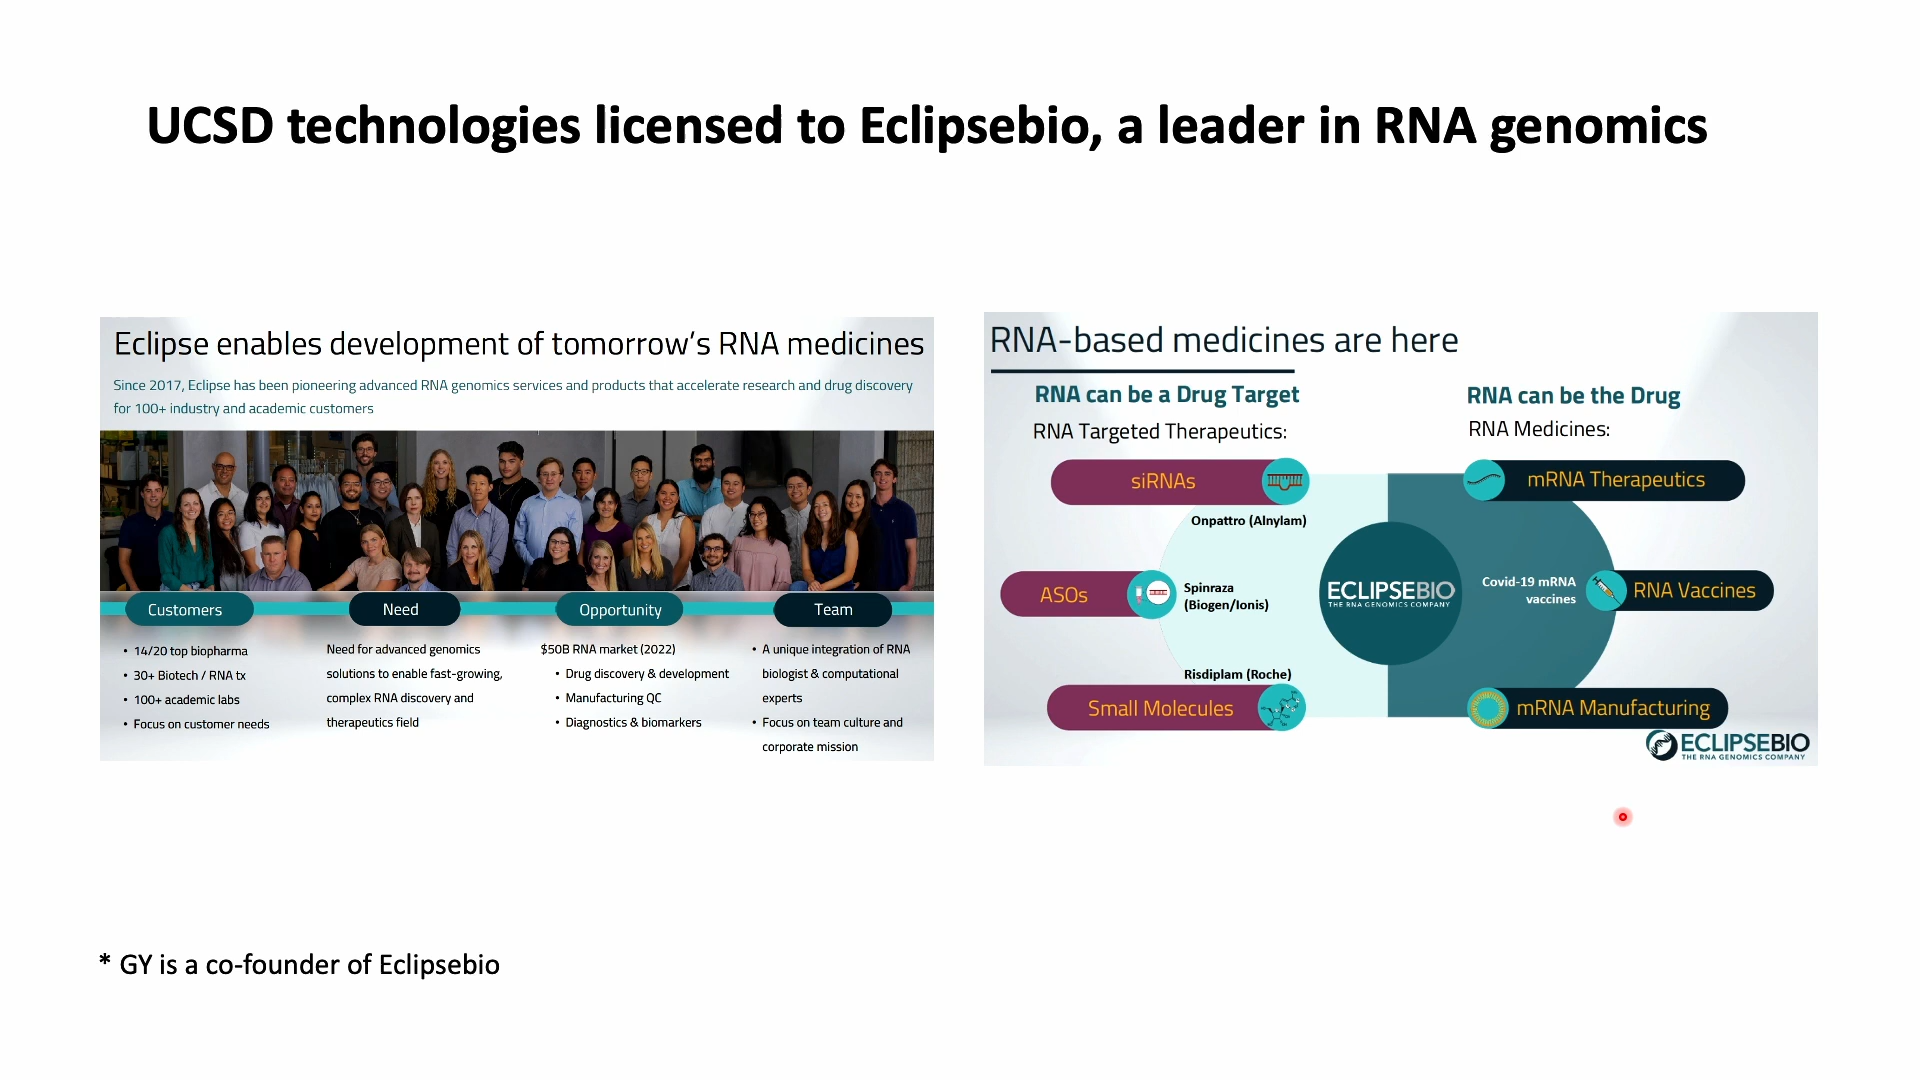 UCSD technologies licensed to Eclipsebio, a leader in RNA genomics
Eclipse enables development of tomorrow's RNA medicines
Since 2017, Eclipse has been pioneering advanced RNA genomics services and products that accelerate research and drug discovery
for 100+ industry and academic customers
Customers
• 14/20 top biopharma
• 30+ Biotech / RNA tx
• 100+ academic labs
• Focus on customer needs
Need
Need for advanced genomics
solutions to enable fast-growing,
complex RNA discovery and
therapeutics field
Opportunity
$50B RNA market (2022)
• Drug discovery & development
• Manufacturing QC
• Diagnostics & biomarkers
Team
• A unique integration of RNA
biologist & computational
experts
• Focus on team culture and
corporate mission
RNA-based medicines are here
RNA can be a Drug Target
RNA Targeted Therapeutics:
siRNAs
Onpattro (Alnylam)
ASOs
Spinraza
(Biogen/Ionis)
Risdiplam (Roche)
Small Molecules
ECLIPSEBIO
THE RNA GENOMICS COMPANY
RNA can be the Drug
RNA Medicines:
mRNA Therapeutics
Covid-19 mRNA
vaccines
RNA Vaccines
mRNA Manufacturing
ECLIPSEBIO
THE RNA GENOMICS COMPANY
* GY is a co-founder of Eclipsebio